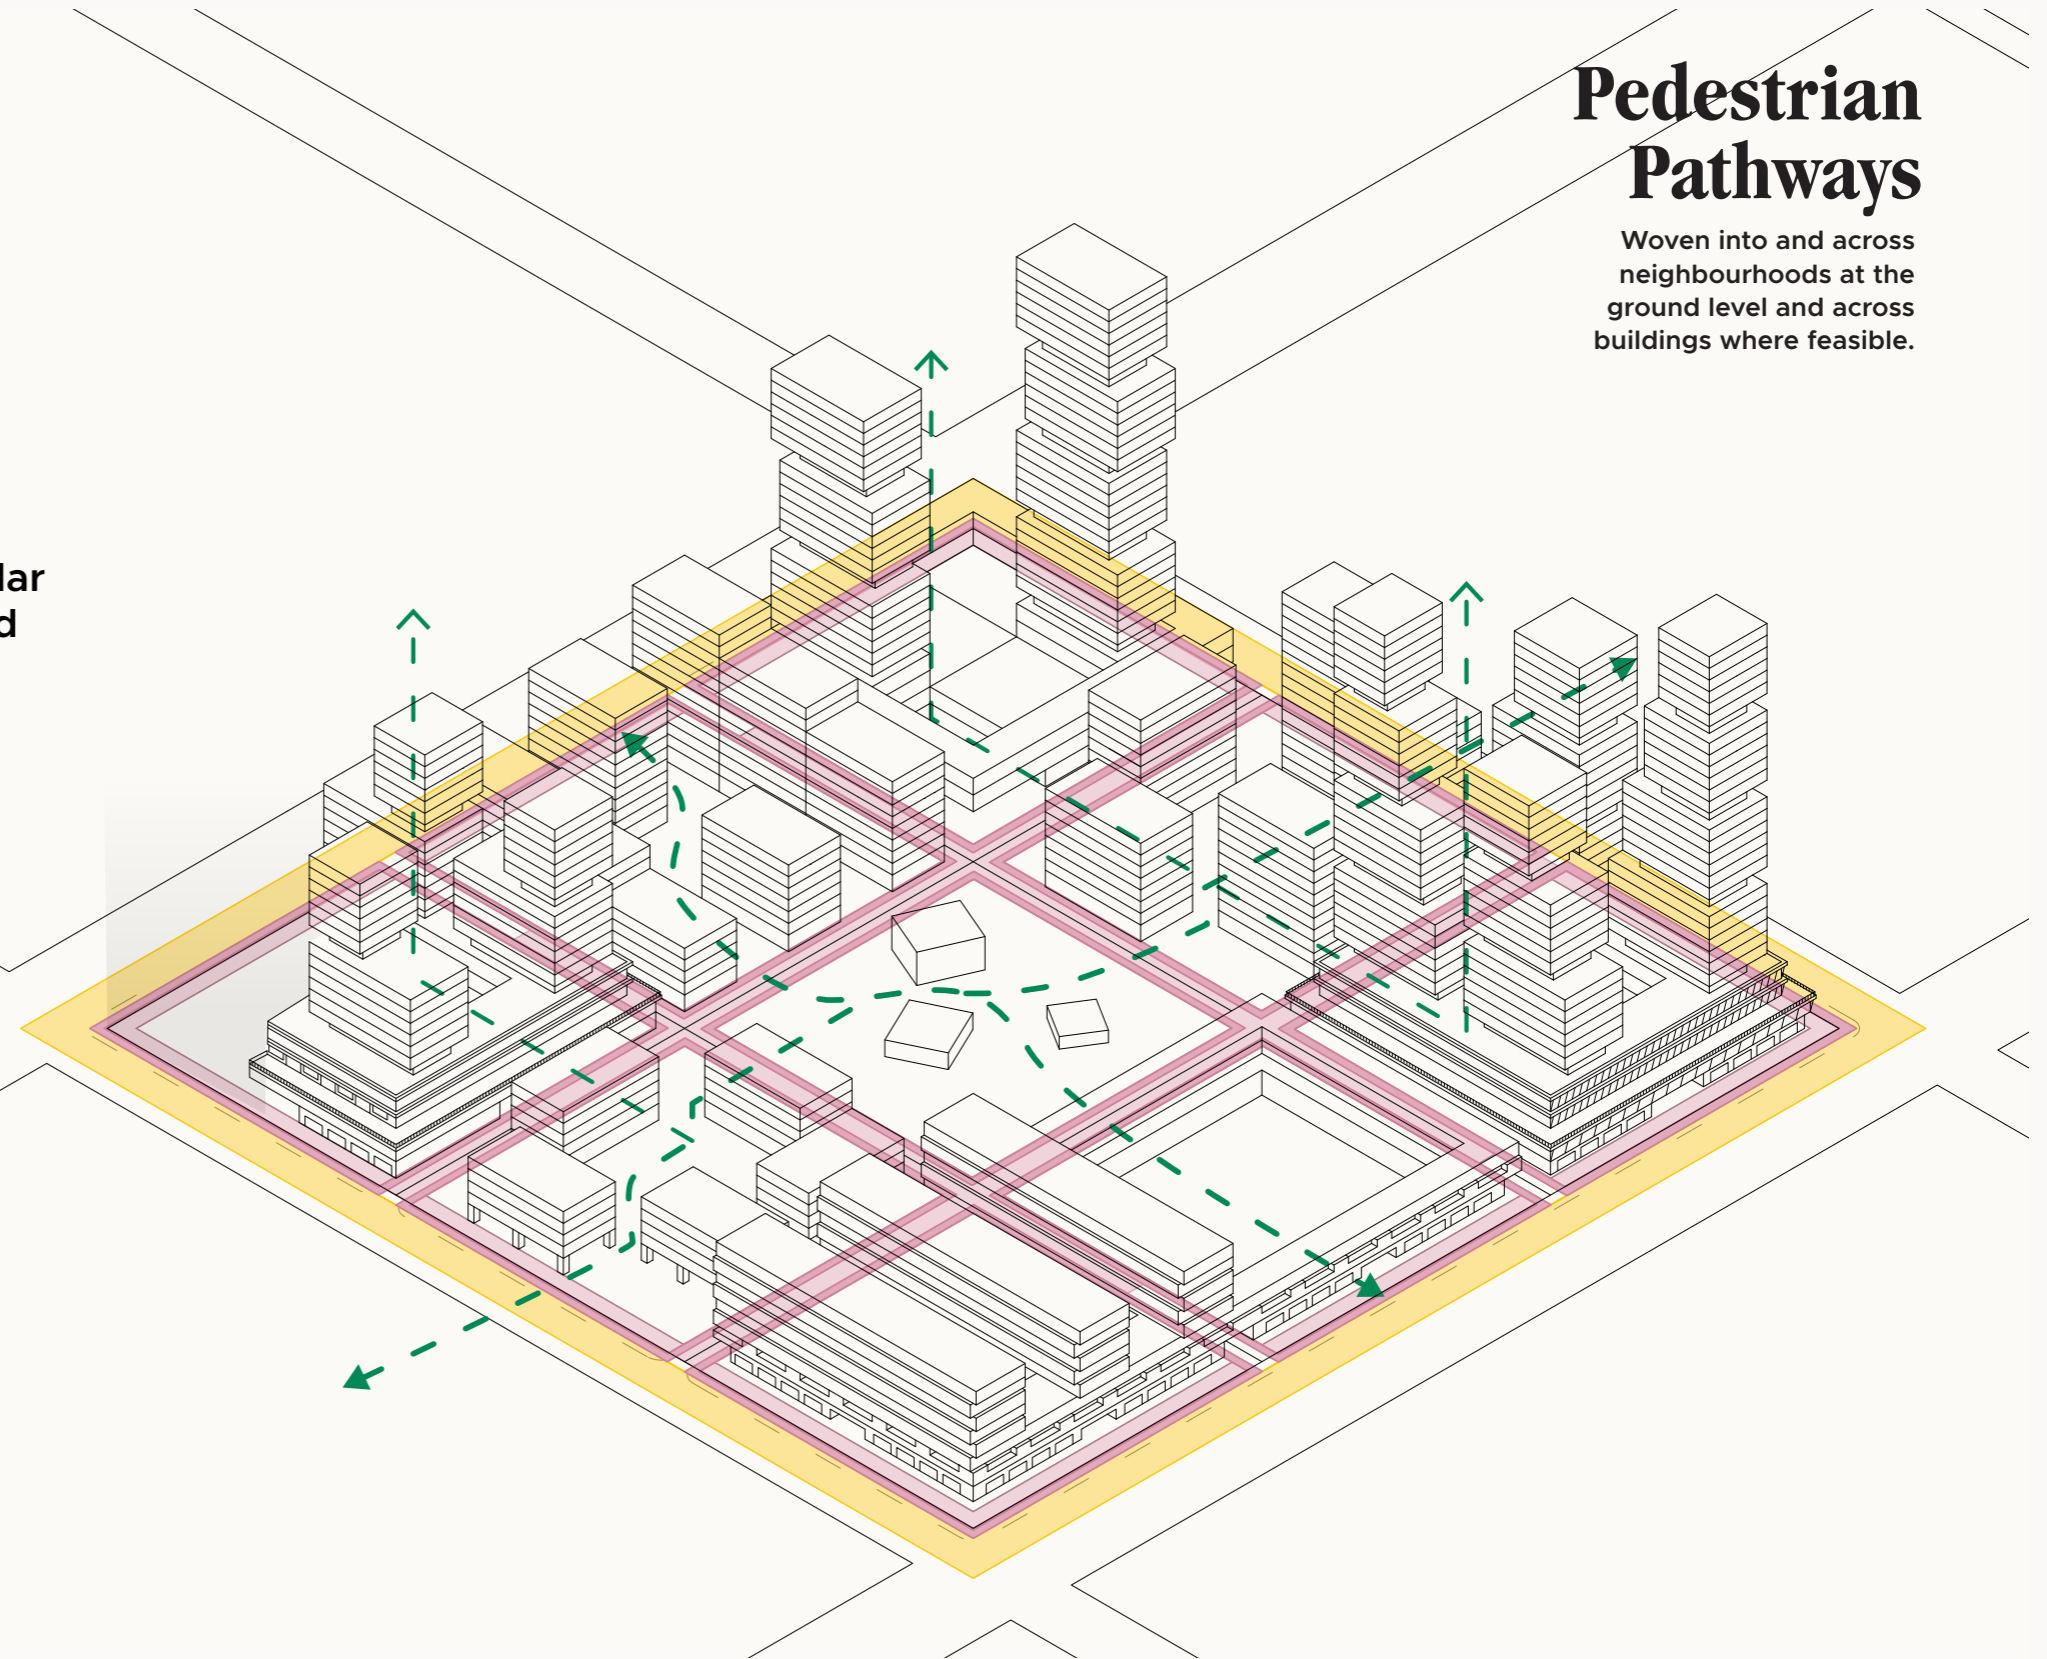 Pedestrian
Pathways
Woven into and across
neighbourhoods at the
ground level and across
buildings where feasible.
lar
d